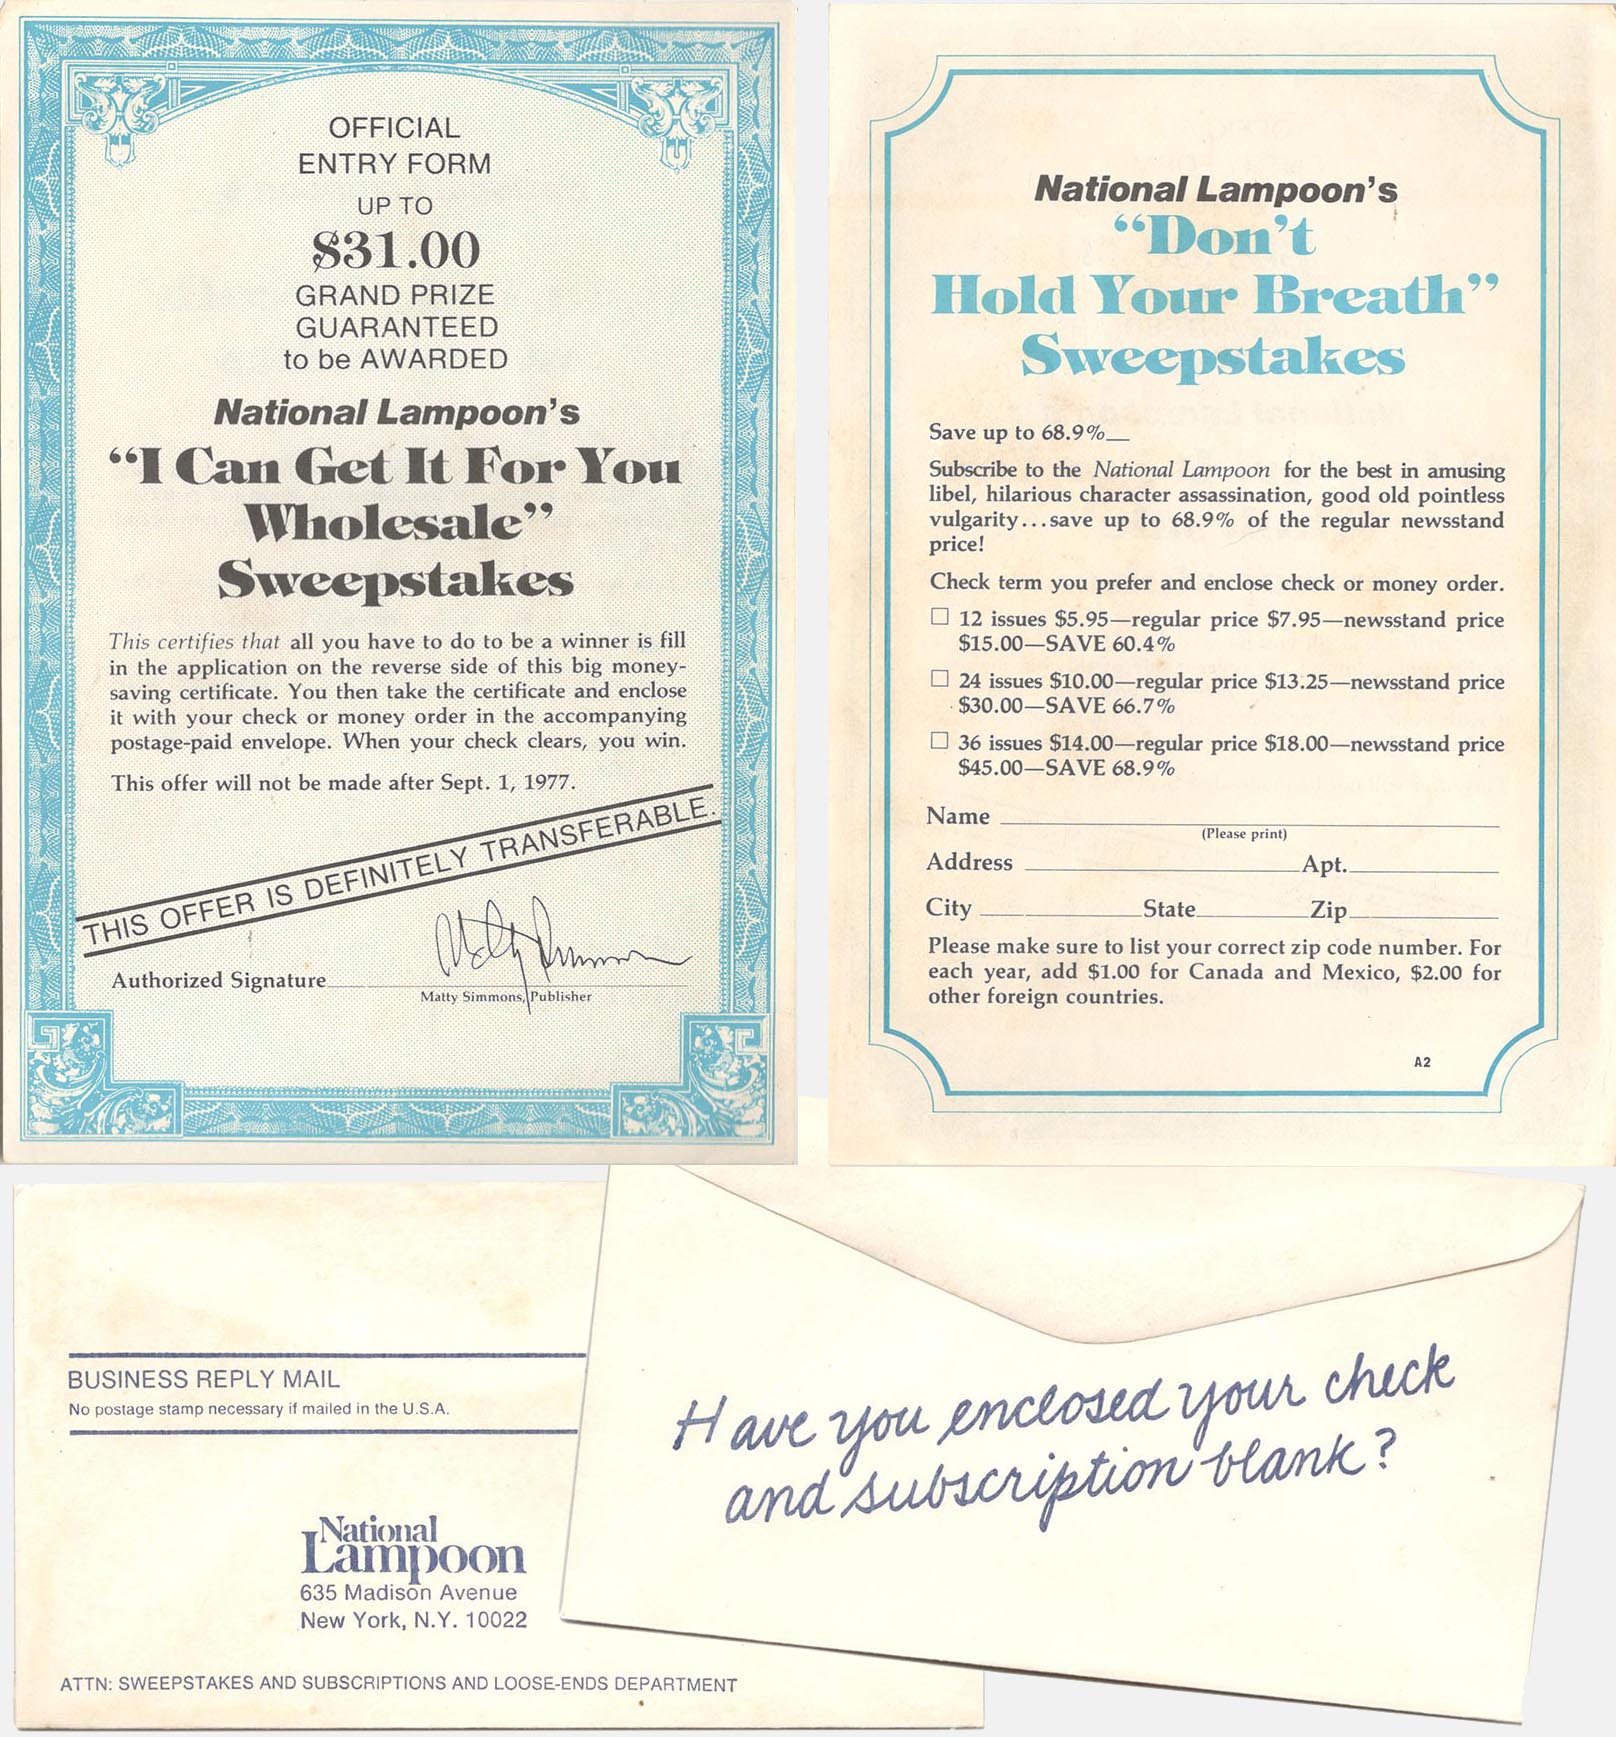 OFFICIAL
ENTRY FORM
UP TO
$31.00
GRAND PRIZE
GUARANTEED
to be AWARDED
National Lampoon's
“I Can Get It For You
Wholesale”
Sweepstakes
This certifies that all you have to do to be a winner is fill
in the application on the reverse side of this big money-
saving certificate. You then take the certificate and enclose
it with your check or money order in the accompanying
postage-paid envelope. When your check clears, you win.
This offer will not be made after Sept. 1, 1977.
THIS OFFER IS DEFINITELY TRANSFERABLE.
Matty Simmons
Authorized Signature
Matty Simmons, Publisher
National Lampoon's
“Don't
Hold Your Breath”
Sweepstakes
Save up to 68.9%
Subscribe to the National Lampoon for the best in amusing
libel, hilarious character assassination, good old pointless
vulgarity...save up to 68.9% of the regular newsstand
price!
Check term you prefer and enclose check or money order.
☐ 12 issues $5.95—regular price $7.95—newsstand price
$15.00—SAVE 60.4%
☐ 24 issues $10.00—regular price $13.25—newsstand price
$30.00—SAVE 66.7%
☐ 36 issues $14.00—regular price $18.00—newsstand price
$45.00—SAVE 68.9%
Name
(Please print)
Address Apt.
City State Zip
Please make sure to list your correct zip code number. For
each year, add $1.00 for Canada and Mexico, $2.00 for
other foreign countries.
A2
BUSINESS REPLY MAIL
No postage stamp necessary if mailed in the U.S.A.
National
Lampoon
635 Madison Avenue
New York, N.Y. 10022
ATTN: SWEEPSTAKES AND SUBSCRIPTIONS AND LOOSE-ENDS DEPARTMENT
Have you enclosed your check
and subscription blank?